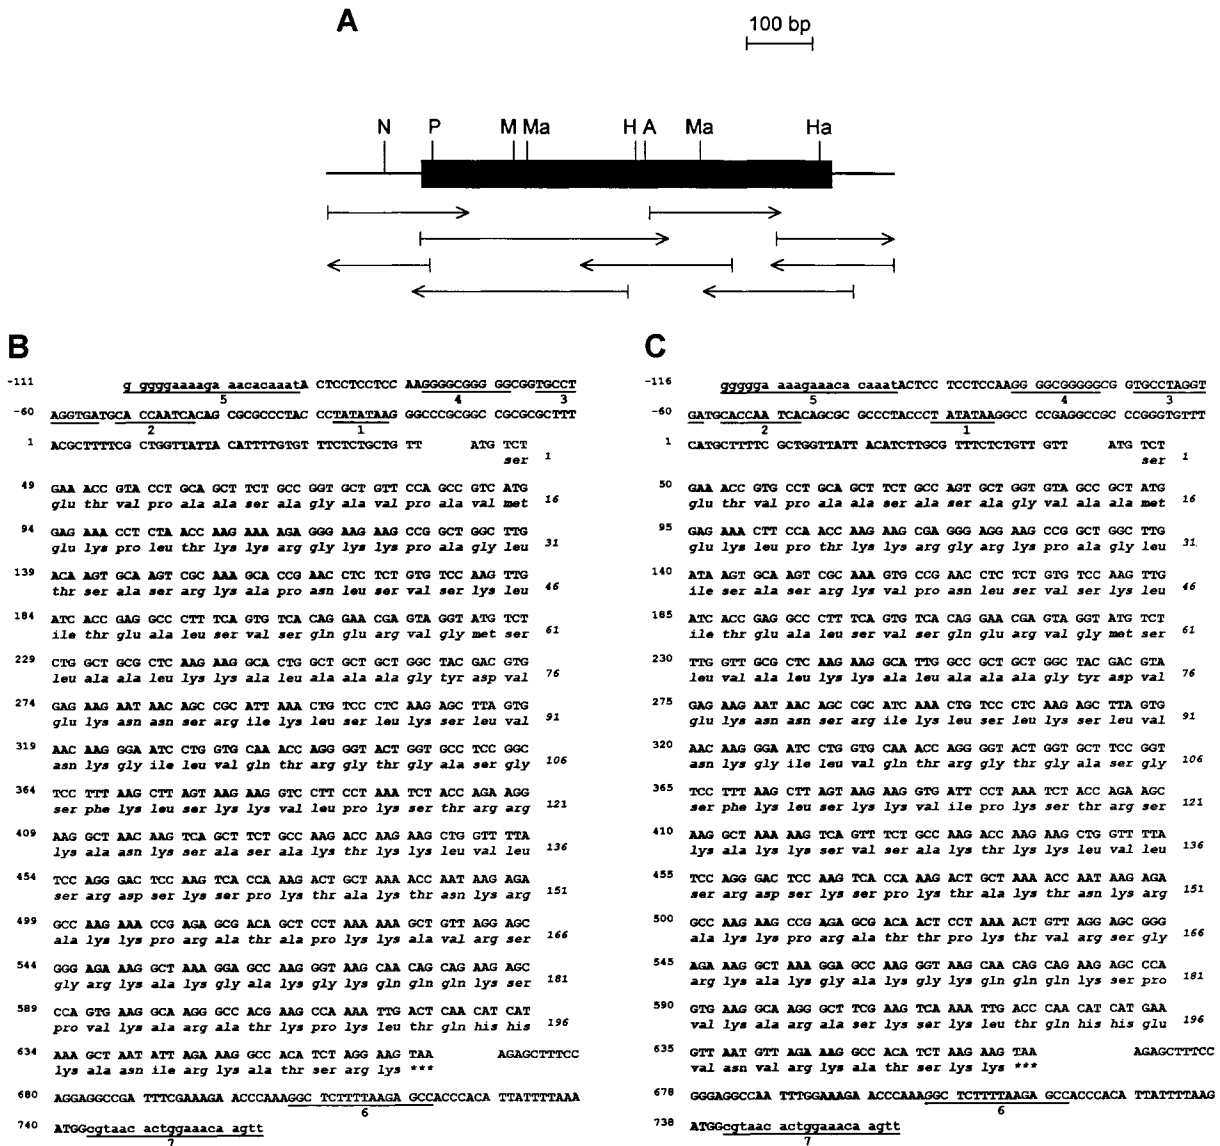 A
100 bp
N P M Ma H A Ma Ha
B
-111 g ggggaaaaga aacacaaatA CTCCTCCTCC AAGGGGCGGG GGCGGTGCCT
5 4 3
-60 AGGTGATGCA CCAATCACAG CGCGCCCTAC CCTATATAAG GGCCCGCGGC CGCGCGCTTT
2 1
1 ACGCTTTTCG CTGGTTATTA CATTTTGTGT TTCTCTGCTG TT ATG TCT
ser 1
49 GAA ACC GTA CCT GCA GCT TCT GCC GGT GCT GTT CCA GCC GTC ATG
glu thr val pro ala ala ser ala gly ala val pro ala val met 16
94 GAG AAA CCT CTA ACC AAG AAA AGA GGG AAG AAG CCG GCT GGC TTG
glu lys pro leu thr lys lys arg gly lys lys pro ala gly leu 31
139 ACA AGT GCA AGT CGC AAA GCA CCG AAC CTC TCT GTG TCC AAG TTG
thr ser ala ser arg lys ala pro asn leu ser val ser lys leu 46
184 ATC ACC GAG GCC CTT TCA GTG TCA CAG GAA CGA GTA GGT ATG TCT
ile thr glu ala leu ser val ser gln glu arg val gly met ser 61
229 CTG GCT GCG CTC AAG AAG GCA CTG GCT GCT GCT GGC TAC GAC GTG
leu ala ala leu lys lys ala leu ala ala ala gly tyr asp val 76
274 GAG AAG AAT AAC AGC CGC ATT AAA CTG TCC CTC AAG AGC TTA GTG
glu lys asn asn ser arg ile lys leu ser leu lys ser leu val 91
319 AAC AAG GGA ATC CTG GTG CAA ACC AGG GGT ACT GGT GCC TCC GGC
asn lys gly ile leu val gln thr arg gly thr gly ala ser gly 106
364 TCC TTT AAG CTT AGT AAG AAG GTC CTT CCT AAA TCT ACC AGA AGG
ser phe lys leu ser lys lys val leu pro lys ser thr arg arg 121
409 AAG GCT AAC AAG TCA GCT TCT GCC AAG ACC AAG AAG CTG GTT TTA
lys ala asn lys ser ala ser ala lys thr lys lys leu val leu 136
454 TCC AGG GAC TCC AAG TCA CCA AAG ACT GCT AAA ACC AAT AAG AGA
ser arg asp ser lys ser pro lys thr ala lys thr asn lys arg 151
499 GCC AAG AAA CCG AGA GCG ACA GCT CCT AAA AAA GCT GTT AGG AGC
ala lys lys pro arg ala thr ala pro lys lys ala val arg ser 166
544 GGG AGA AAG GCT AAA GGA GCC AAG GGT AAG CAA CAG CAG AAG AGC
gly arg lys ala lys gly ala lys gly lys gln gln gln lys ser 181
589 CCA GTG AAG GCA AGG GCC ACG AAG CCA AAA TTG ACT CAA CAT CAT
pro val lys ala arg ala thr lys pro lys leu thr gln his his 196
634 AAA GCT AAT ATT AGA AAG GCC ACA TCT AGG AAG TAA AGAGCTTTCC
lys ala asn ile arg lys ala thr ser arg lys ***
680 AGGAGGCCGA TTTCGAAAGA ACCCAAAGGC TCTTTTAAGA GCCACCCACA TTATTTTAAA
6
740 ATGGcgtaac actggaaaca agtt
7
C
-116 ggggga aaagaaaca caaatACTCC TCCTCCAAGG GGCGGGGGCG GTGCCTAGGT
5 4 3
-60 GATGCACCAA TCACAGCGC GCCCTACCCT ATATAAGGCC CCGAGGCCGC CCGGGTGTTT
2 1
1 CATGCTTTTC GCTGGTTATT ACATCTTGCG TTTCTCTGTT GTT ATG TCT
ser 1
50 GAA ACC GTG CCT GCA GCT TCT GCC AGT GCT GGT GTA GCC GCT ATG
glu thr val pro ala ala ser ala ser ala gly val ala ala met 16
95 GAG AAA CTT CCA ACC AAG AAG CGA GGG AGG AAG CCG GCT GGC TTG
glu lys leu pro thr lys lys arg gly arg lys pro ala gly leu 31
140 ATA AGT GCA AGT CGC AAA GTG CCG AAC CTC TCT GTG TCC AAG TTG
ile ser ala ser arg lys val pro asn leu ser val ser lys leu 46
185 ATC ACC GAG GCC CTT TCA GTG TCA CAG GAA CGA GTA GGT ATG TCT
ile thr glu ala leu ser val ser gln glu arg val gly met ser 61
230 TTG GTT GCG CTC AAG AAG GCA TTG GCC GCT GCT GGC TAC GAC GTA
leu val ala leu lys lys ala leu ala ala ala gly tyr asp val 76
275 GAG AAG AAT AAC AGC CGC ATC AAA CTG TCC CTC AAG AGC TTA GTG
glu lys asn asn ser arg ile lys leu ser leu lys ser leu val 91
320 AAC AAG GGA ATC CTG GTG CAA ACC AGG GGT ACT GGT GCT TCC GGT
asn lys gly ile leu val gln thr arg gly thr gly ala ser gly 106
365 TCC TTT AAG CTT AGT AAG AAG GTG ATT CCT AAA TCT ACC AGA AGC
ser phe lys leu ser lys lys val ile pro lys ser thr arg ser 121
410 AAG GCT AAA AAG TCA GTT TCT GCC AAG ACC AAG AAG CTG GTT TTA
lys ala lys lys ser val ser ala lys thr lys lys leu val leu 136
455 TCC AGG GAC TCC AAG TCA CCA AAG ACT GCT AAA ACC AAT AAG AGA
ser arg asp ser lys ser pro lys thr ala lys thr asn lys arg 151
500 GCC AAG AAG CCG AGA GCG ACA ACT CCT AAA ACT GTT AGG AGC GGG
ala lys lys pro arg ala thr thr pro lys thr val arg ser gly 166
545 AGA AAG GCT AAA GGA GCC AAG GGT AAG CAA CAG CAG AAG AGC CCA
arg lys ala lys gly ala lys gly lys gln gln gln lys ser pro 181
590 GTG AAG GCA AGG GCT TCG AAG TCA AAA TTG ACC CAA CAT CAT GAA
val lys ala arg ala ser lys ser lys leu thr gln his his glu 196
635 GTT AAT GTT AGA AAG GCC ACA TCT AAG AAG TAA AGAGCTTTCC
val asn val arg lys ala thr ser lys lys ***
678 GGGAGGCCAA TTTGGAAAGA ACCCAAAGGC TCTTTTAAGA GCCACCCACA TTATTTTAAG
6
738 ATGGcgtaac actggaaaca agtt
7